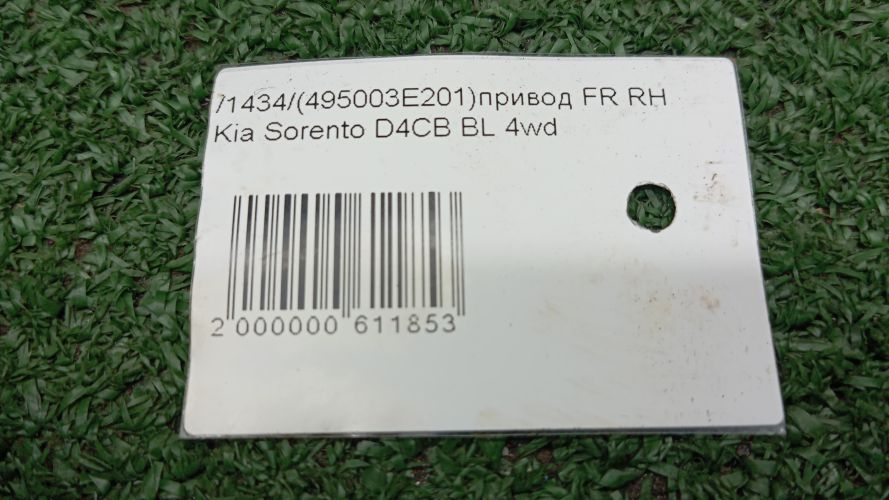 /1434/(495003E201)привод FR RH
Kia Sorento D4CB BL 4wd
2 000000 611853